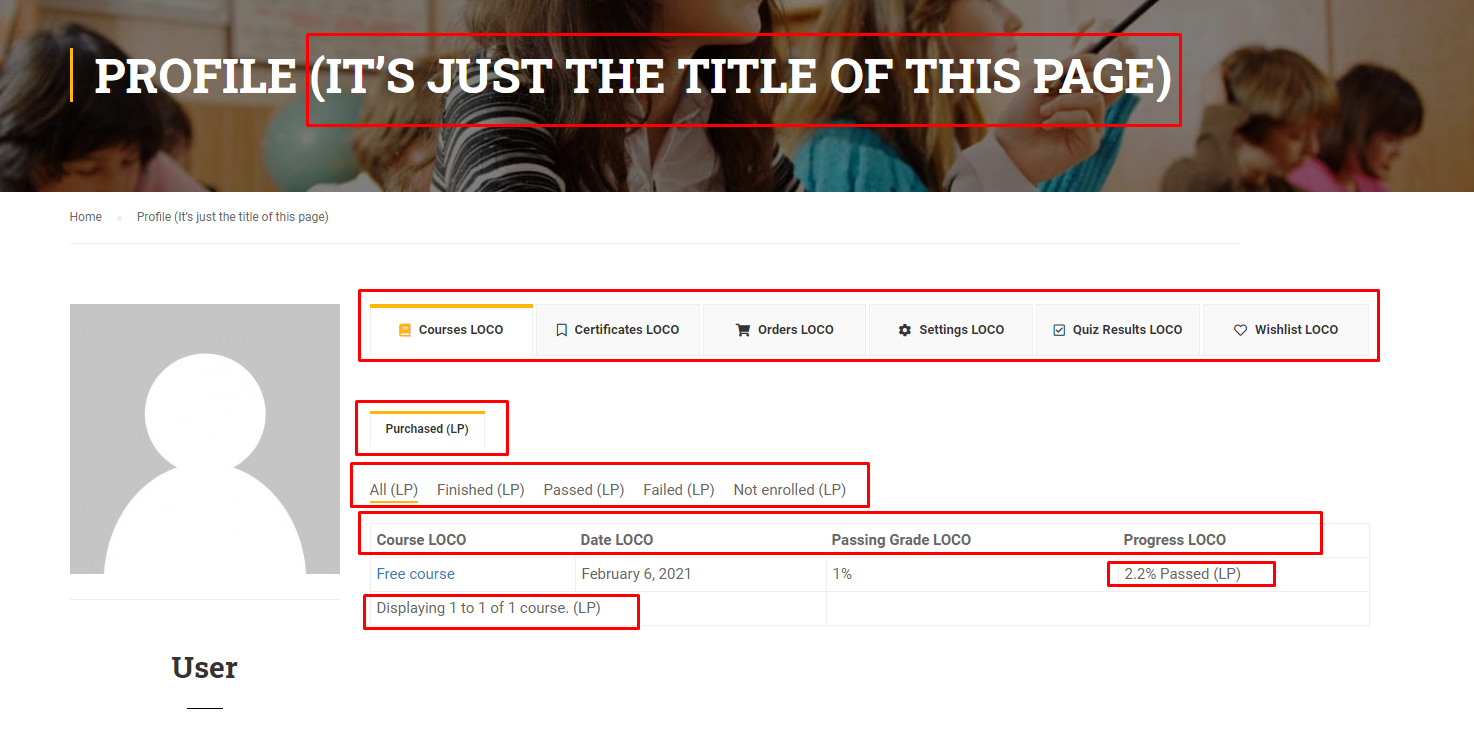 PROFILE (IT’S JUST THE TITLE OF THIS PAGE)
Home Profile (It's just the title of this page)
Courses LOCO Certificates LOCO Orders LOCO Settings LOCO Quiz Results LOCO Wishlist LOCO
Purchased (LP)
All (LP) Finished (LP) Passed (LP) Failed (LP) Not enrolled (LP)
Course LOCO Date LOCO Passing Grade LOCO Progress LOCO
Free course February 6, 2021 1% 2.2% Passed (LP)
Displaying 1 to 1 of 1 course. (LP)
User